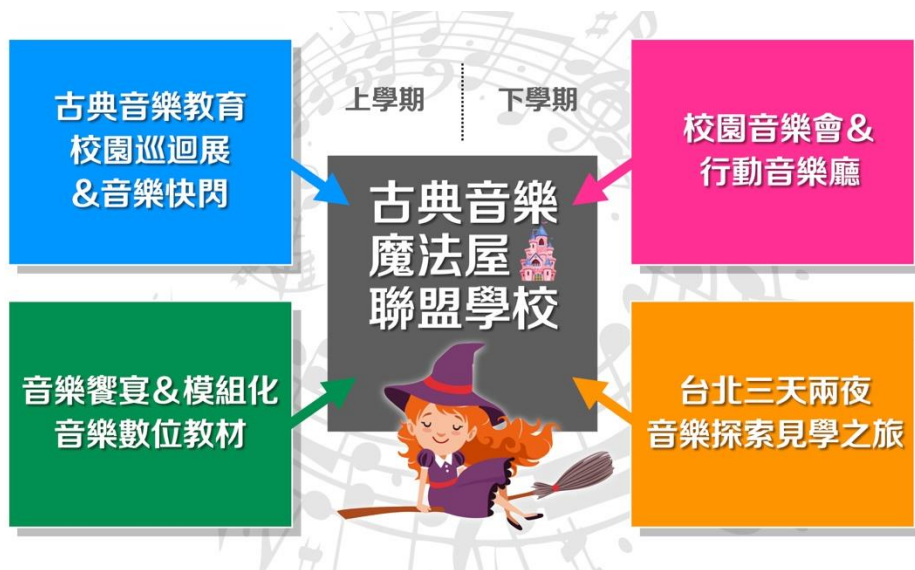 上學期
下學期
古典音樂教育
校園巡迴展
&音樂快閃
校園音樂會&
行動音樂廳
古典音樂
魔法屋
聯盟學校
音樂饗宴&模組化
音樂數位教材
台北三天兩夜
音樂探索見學之旅